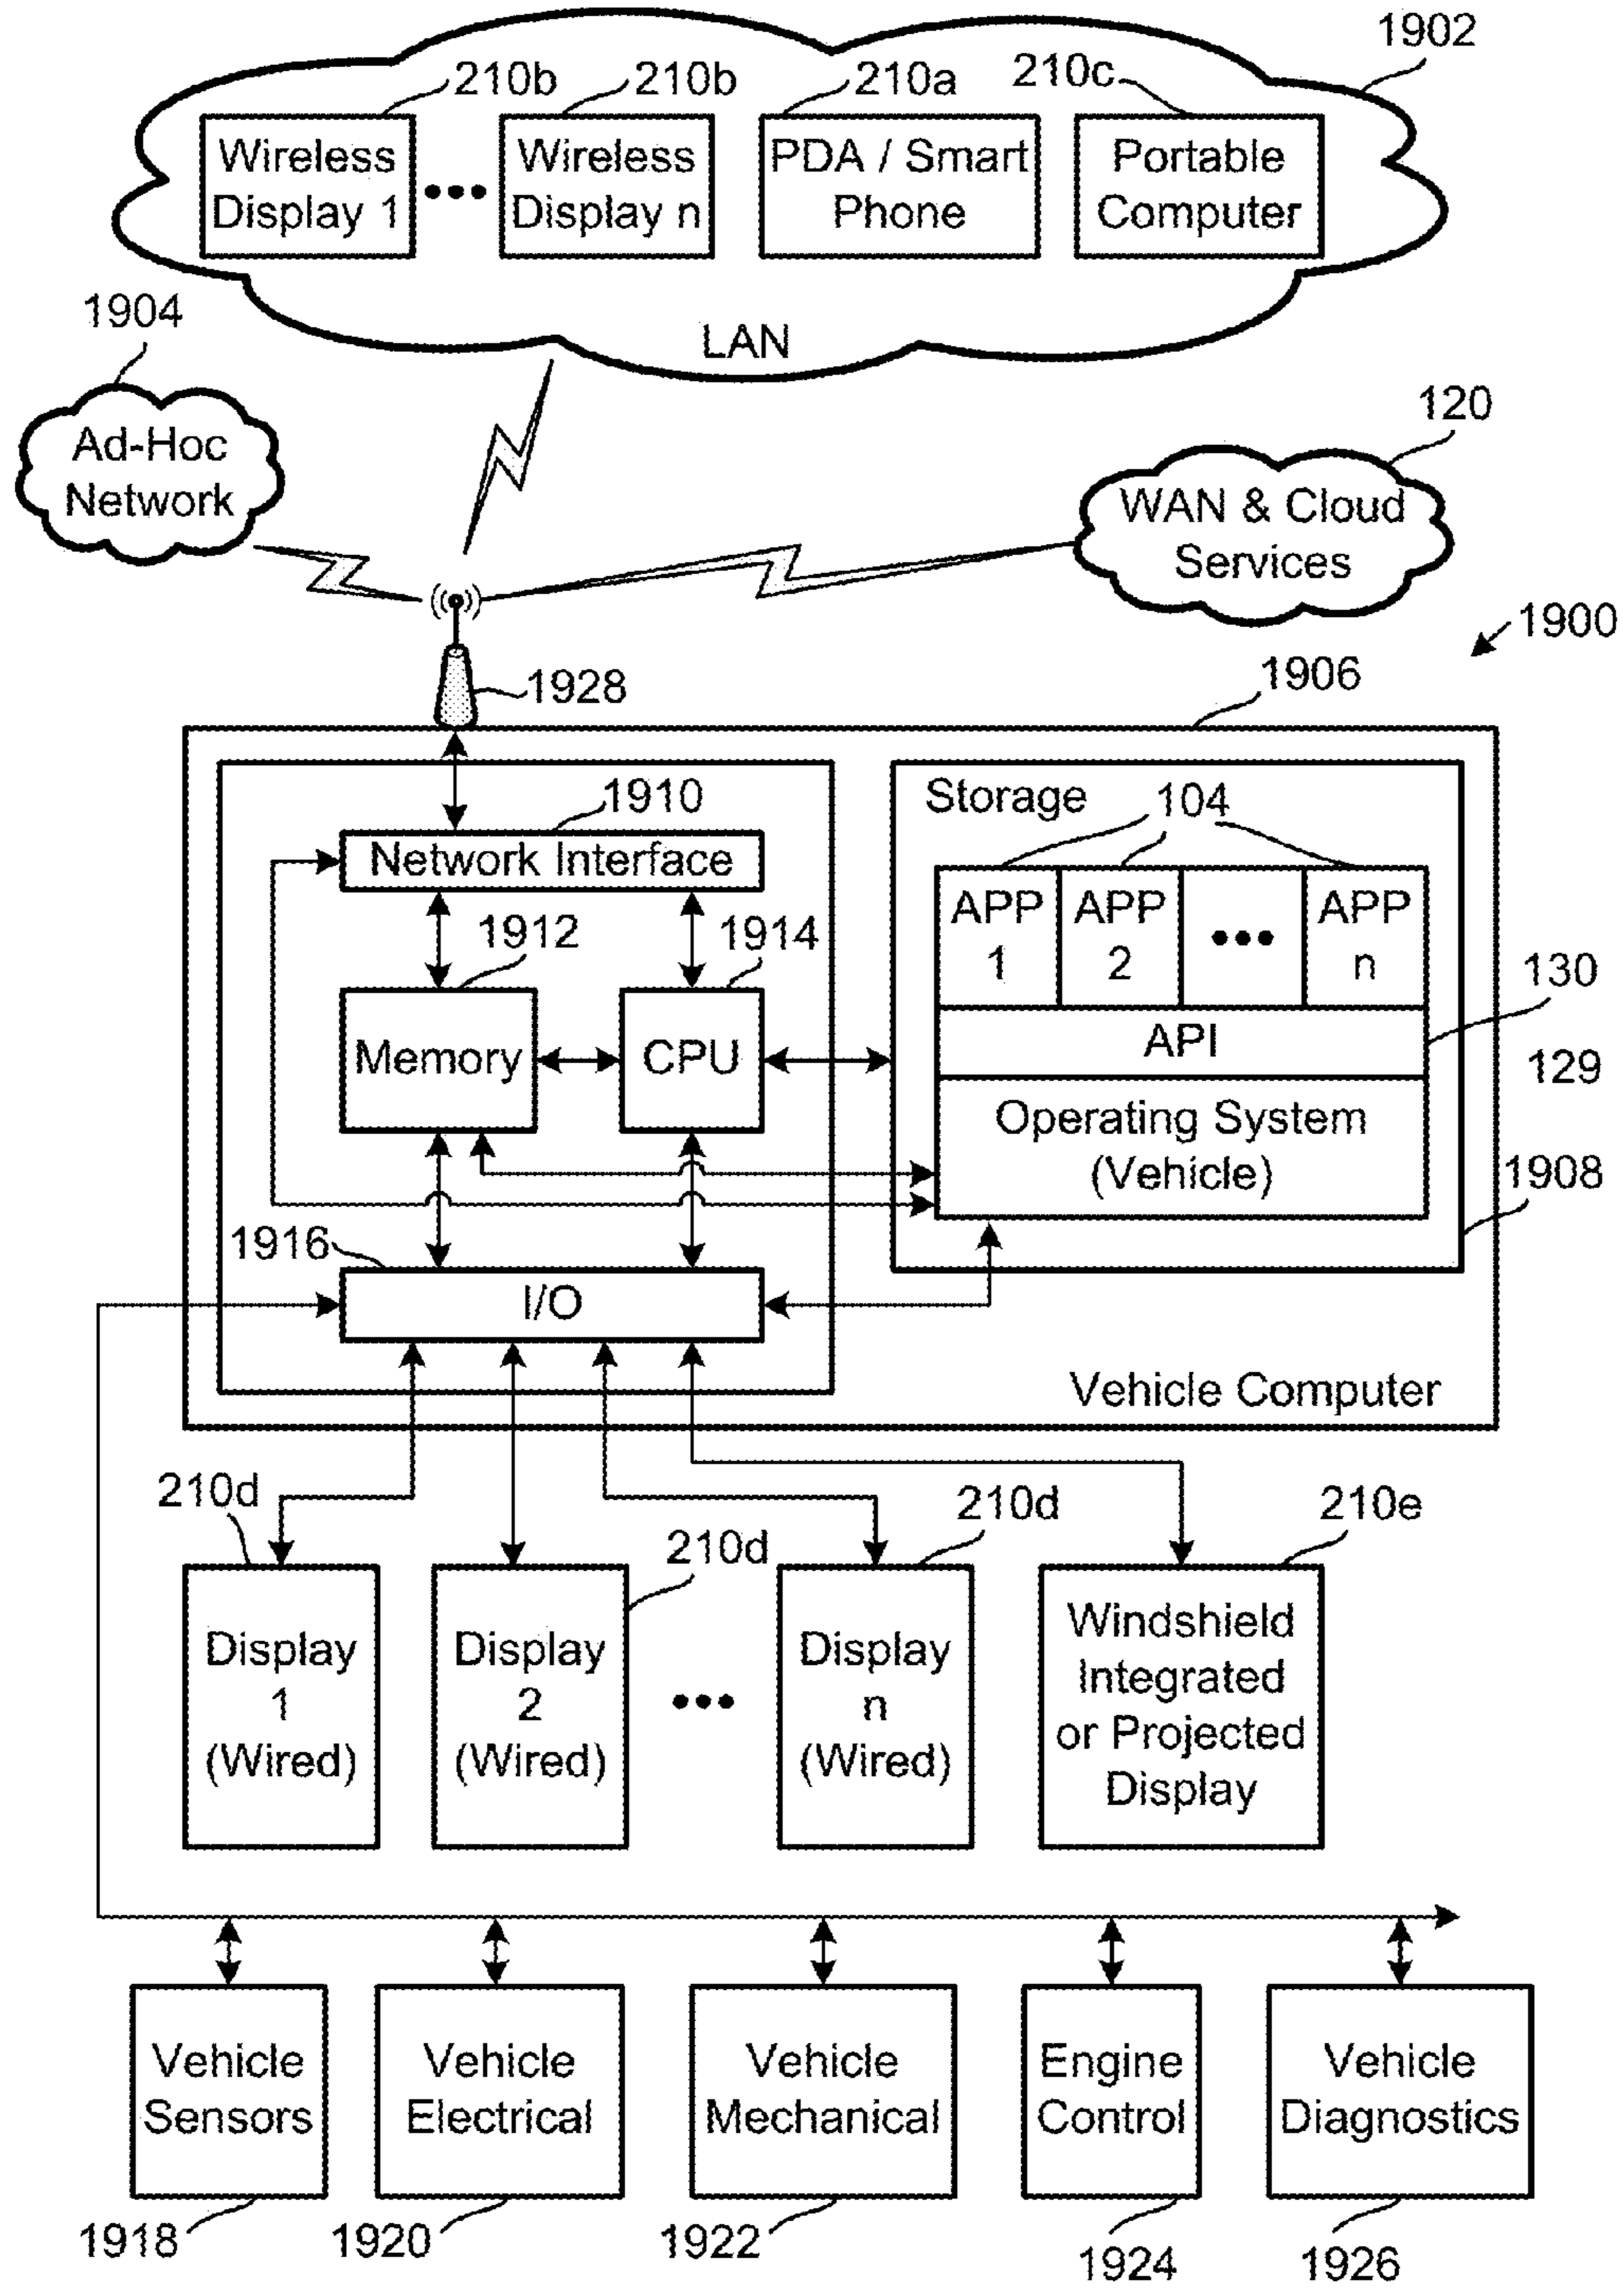 1902
210b
210b
210a
210c
Wireless
Display 1
Wireless
Display n
PDA / Smart
Phone
Portable
Computer
LAN
1904
Ad-Hoc
Network
120
WAN & Cloud
Services
1900
1928
1906
1910
Network Interface
Storage
104
APP
1
APP
2
APP
n
1912
1914
Memory
CPU
API
130
129
Operating System
(Vehicle)
1908
1916
I/O
Vehicle Computer
210d
210d
210d
210e
Display
1
(Wired)
Display
2
(Wired)
Display
n
(Wired)
Windshield
Integrated
or Projected
Display
Vehicle
Sensors
Vehicle
Electrical
Vehicle
Mechanical
Engine
Control
Vehicle
Diagnostics
1918
1920
1922
1924
1926